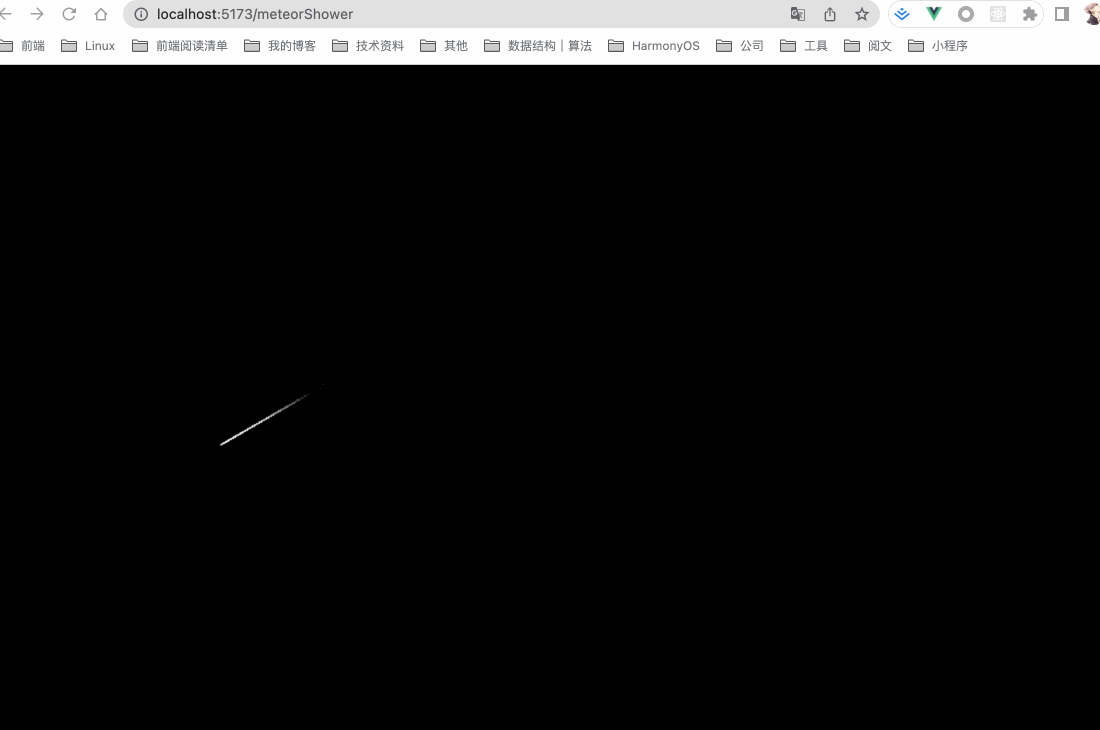 localhost:5173/meteorShower
前端 Linux 前端阅读清单 我的博客 技术资料 其他 数据结构｜算法 HarmonyOS 公司 工具 阅文 小程序